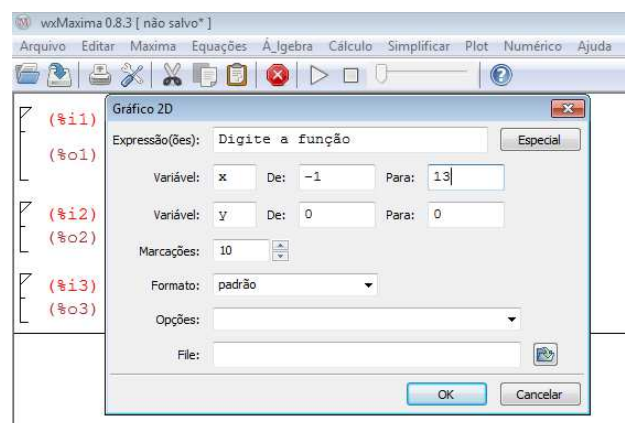 wxMaxima 0.8.3 [ não salvo* ]
Arquivo Editar Maxima Equações Á_lgebra Cálculo Simplificar Plot Numérico Ajuda
(%i1)
(%o1)
(%i2)
(%o2)
(%i3)
(%o3)
Gráfico 2D
Expressão(ões): Digite a função Especial
Variável: x De: -1 Para: 13
Variável: y De: 0 Para: 0
Marcações: 10
Formato: padrão
Opções:
File:
OK Cancelar